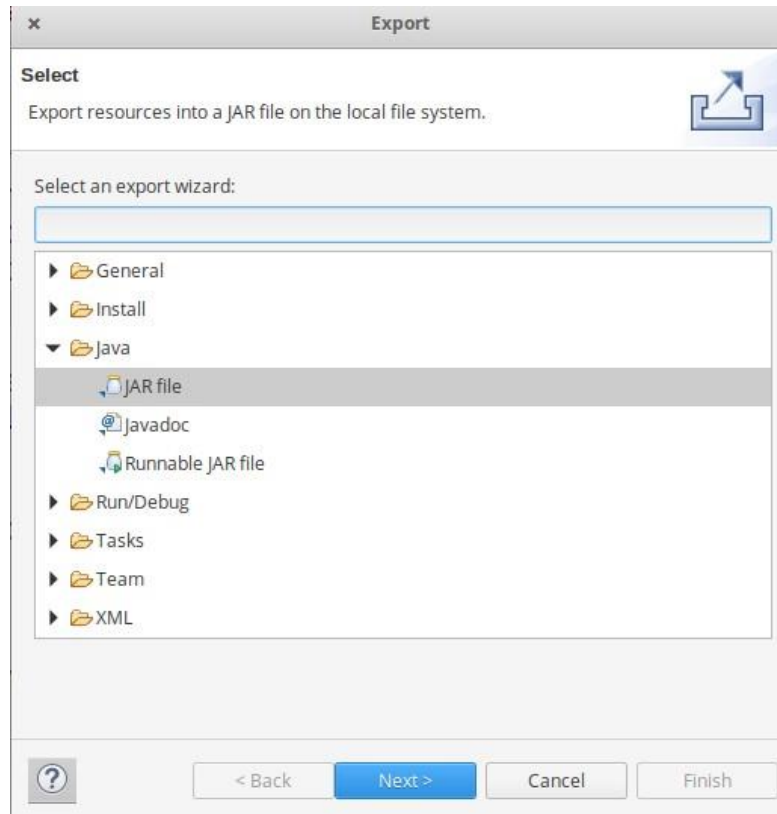 Export
Select
Export resources into a JAR file on the local file system.
Select an export wizard:
General
Install
Java
JAR file
Javadoc
Runnable JAR file
Run/Debug
Tasks
Team
XML
? < Back Next > Cancel Finish